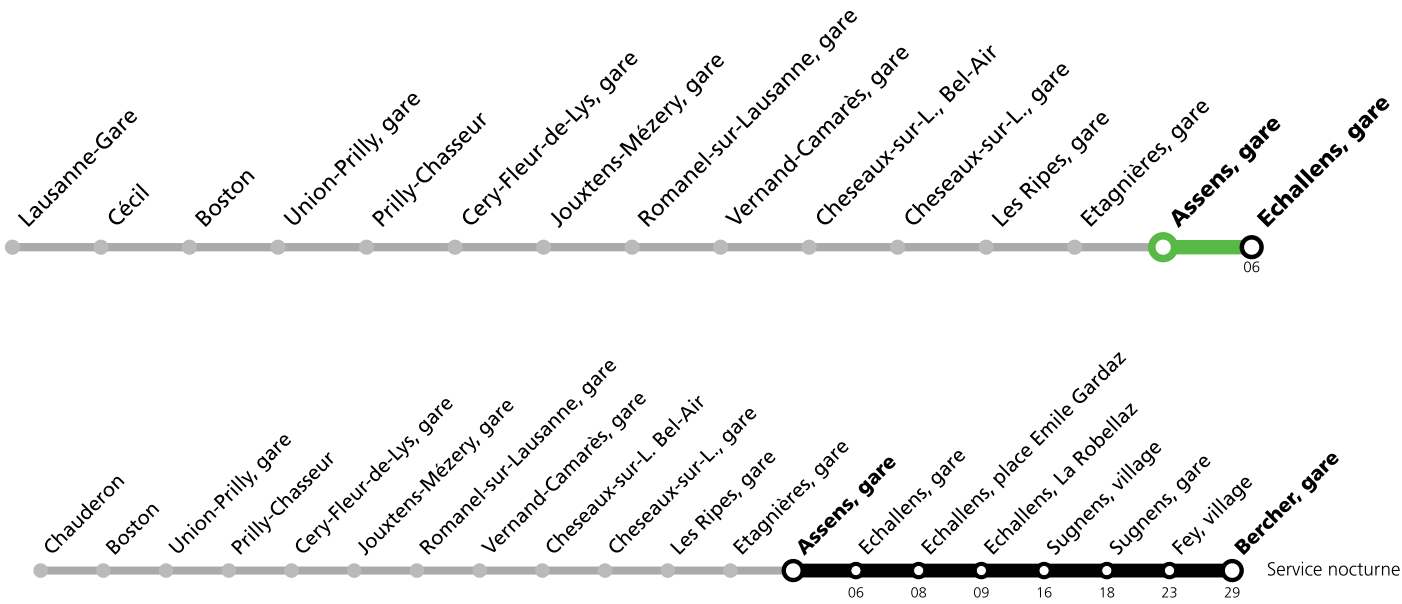 Lausanne-Gare
Cécil
Boston
Union-Prilly, gare
Prilly-Chasseur
Cery-Fleur-de-Lys, gare
Jouxtens-Mézery, gare
Romanel-sur-Lausanne, gare
Vernand-Camarès, gare
Cheseaux-sur-L., Bel-Air
Cheseaux-sur-L., gare
Les Ripes, gare
Etagnières, gare
Assens, gare
Echallens, gare
06
Chauderon
Boston
Union-Prilly, gare
Prilly-Chasseur
Cery-Fleur-de-Lys, gare
Jouxtens-Mézery, gare
Romanel-sur-Lausanne, gare
Vernand-Camarès, gare
Cheseaux-sur-L. Bel-Air
Cheseaux-sur-L., gare
Les Ripes, gare
Etagnières, gare
Assens, gare
Echallens, gare
Echallens, place Emile Gardaz
Echallens, La Robellaz
Sugnens, village
Sugnens, gare
Fey, village
Bercher, gare
Service nocturne
06 08 09 16 18 23 29